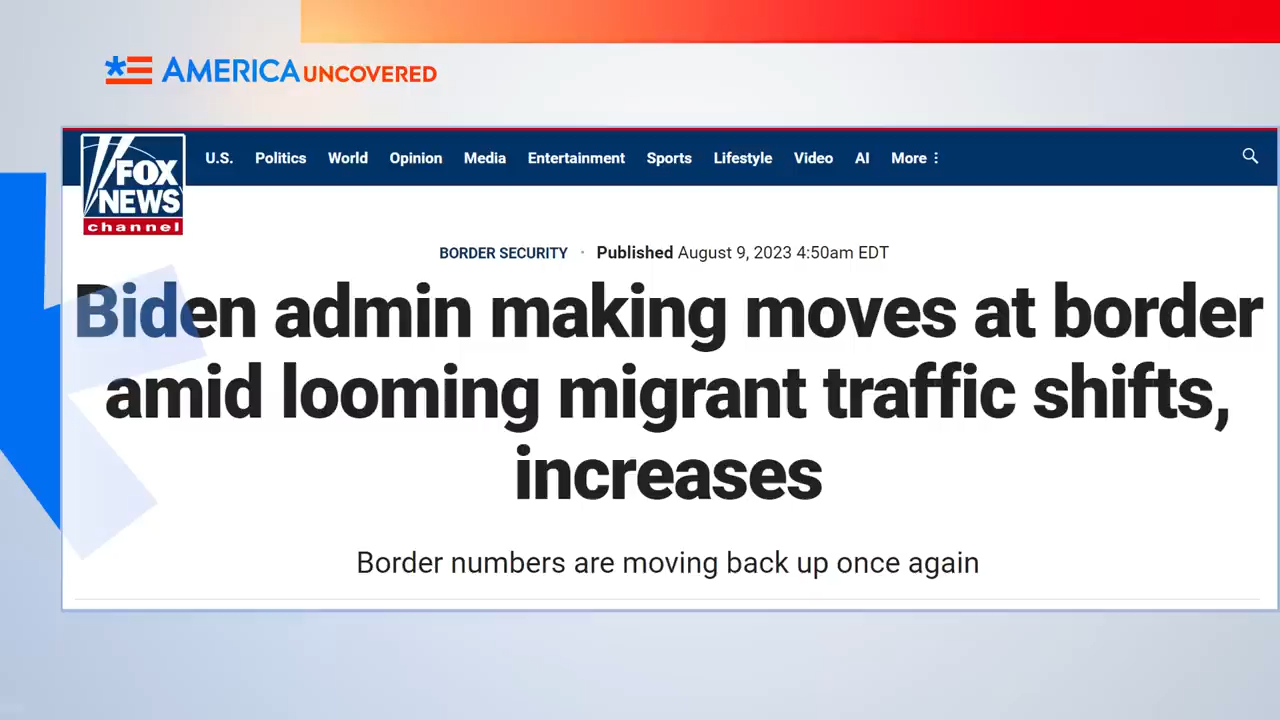 AMERICA UNCOVERED
FOX NEWS channel
U.S. Politics World Opinion Media Entertainment Sports Lifestyle Video AI More
BORDER SECURITY · Published August 9, 2023 4:50am EDT
Biden admin making moves at border
amid looming migrant traffic shifts,
increases
Border numbers are moving back up once again